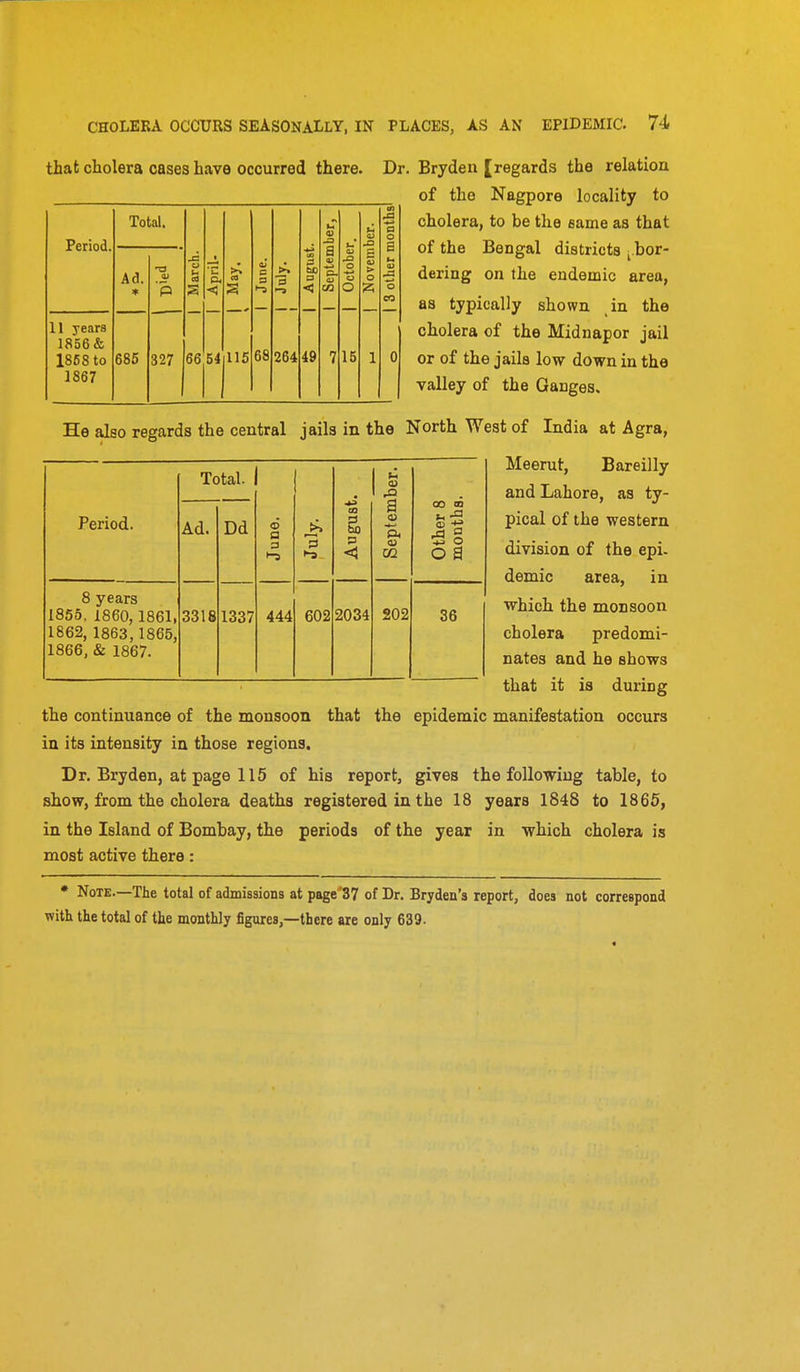 CHOLERA OCCURS SEASONALLY, IN PLACES, AS AN EPIDEMIC. 74
that cholera cases have occurred there. Dr. Bryden [regards the relation
of the Nagpore locality to
cholera, to be the same as that
of the Bengal districts bor-
dering on the endemic area,
as typically shown in the
cholera of the Midnapor jail
or of the jails low down in the
valley of the Ganges.
Period. Total. Ad. * Died March. April. May. June. July. August. September, October. November. 3 other months
11 years 1856 & 1858 to 1867 685 327 66 54 115 68 264 49 7 15 1 0
He also regards the central jails in the North West of India at Agra,
Meerut, Bareilly
and Lahore, as ty-
pical of the western
division of the epi-
demic area, in
which the monsoon
cholera predomi-
nates and he shows
that it is during
Period. Total. Ad. Dd June. July. August. September. Other 8 months.
8 years 1855, 1860, 1861, 1862, 1863, 1865, 1866, & 1867. 3318 1337 444 602 2034 202 36
the continuance of the monsoon that the epidemic manifestation occurs
in its intensity in those regions.
Dr. Bryden, at page 115 of his report, gives the following table, to
show, from the cholera deaths registered in the 18 years 1848 to 1865,
in the Island of Bombay, the periods of the year in which cholera is
most active there :
* NOTE.—The total of admissions at page 37 of Dr. Bryden's report, does not correspond
with the total of the monthly figures,—there are only 639.